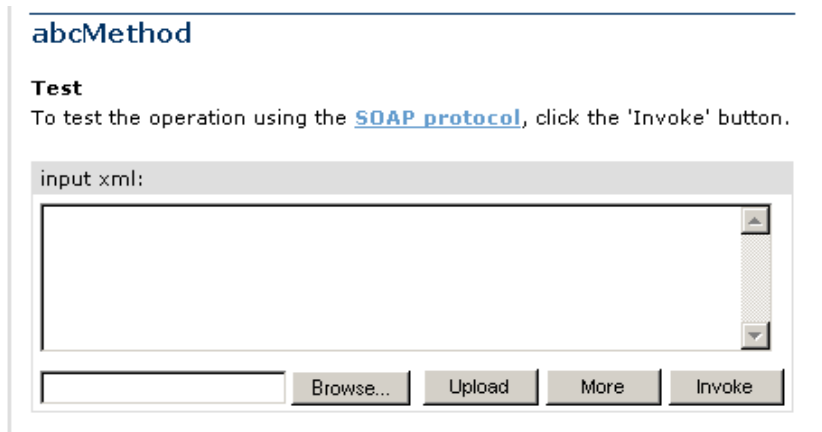 abcMethod
Test
To test the operation using the SOAP protocol, click the 'Invoke' button.
input xml:
Browse... Upload More Invoke